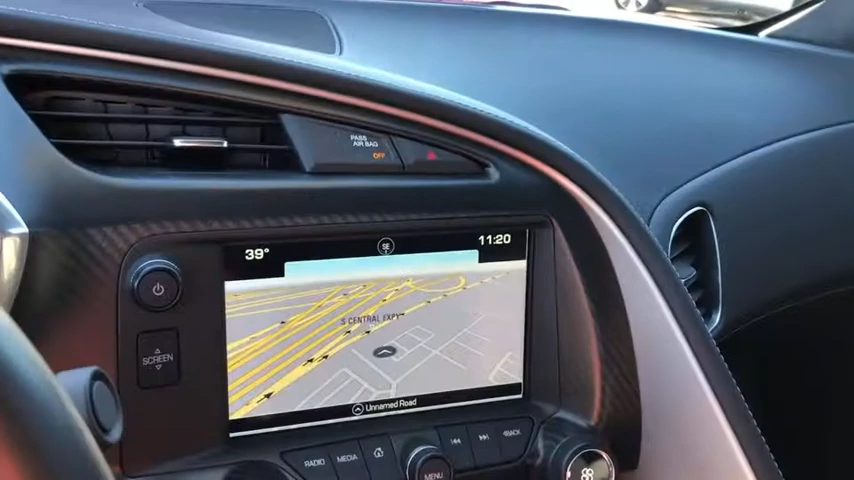 PASS
AIR BAG
OFF
39°
SE
11:20
S CENTRAL EXPY
SCREEN
Unnamed Road
RADIO
MEDIA
BACK
MENU